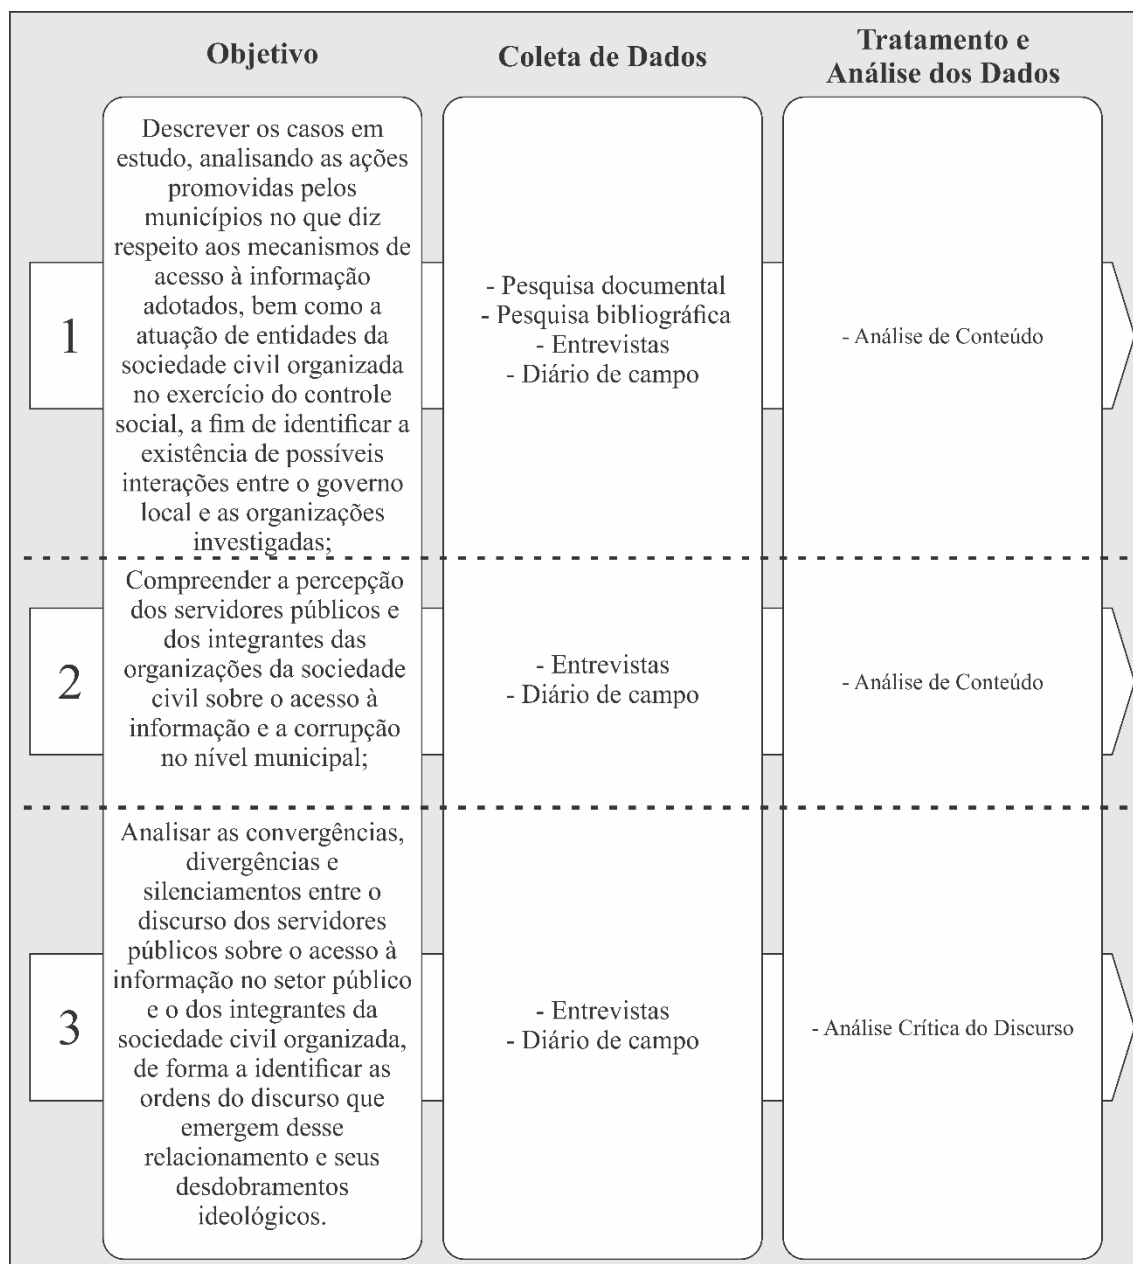 Objetivo
Coleta de Dados
Tratamento e
Análise dos Dados
1
Descrever os casos em
estudo, analisando as ações
promovidas pelos
municípios no que diz
respeito aos mecanismos de
acesso à informação
adotados, bem como a
atuação de entidades da
sociedade civil organizada
no exercício do controle
social, a fim de identificar a
existência de possíveis
interações entre o governo
local e as organizações
investigadas;
- Pesquisa documental
- Pesquisa bibliográfica
- Entrevistas
- Diário de campo
- Análise de Conteúdo
2
Compreender a percepção
dos servidores públicos e
dos integrantes das
organizações da sociedade
civil sobre o acesso à
informação e a corrupção
no nível municipal;
- Entrevistas
- Diário de campo
- Análise de Conteúdo
3
Analisar as convergências,
divergências e
silenciamentos entre o
discurso dos servidores
públicos sobre o acesso à
informação no setor público
e o dos integrantes da
sociedade civil organizada,
de forma a identificar as
ordens do discurso que
emergem desse
relacionamento e seus
desdobramentos
ideológicos.
- Entrevistas
- Diário de campo
- Análise Crítica do Discurso